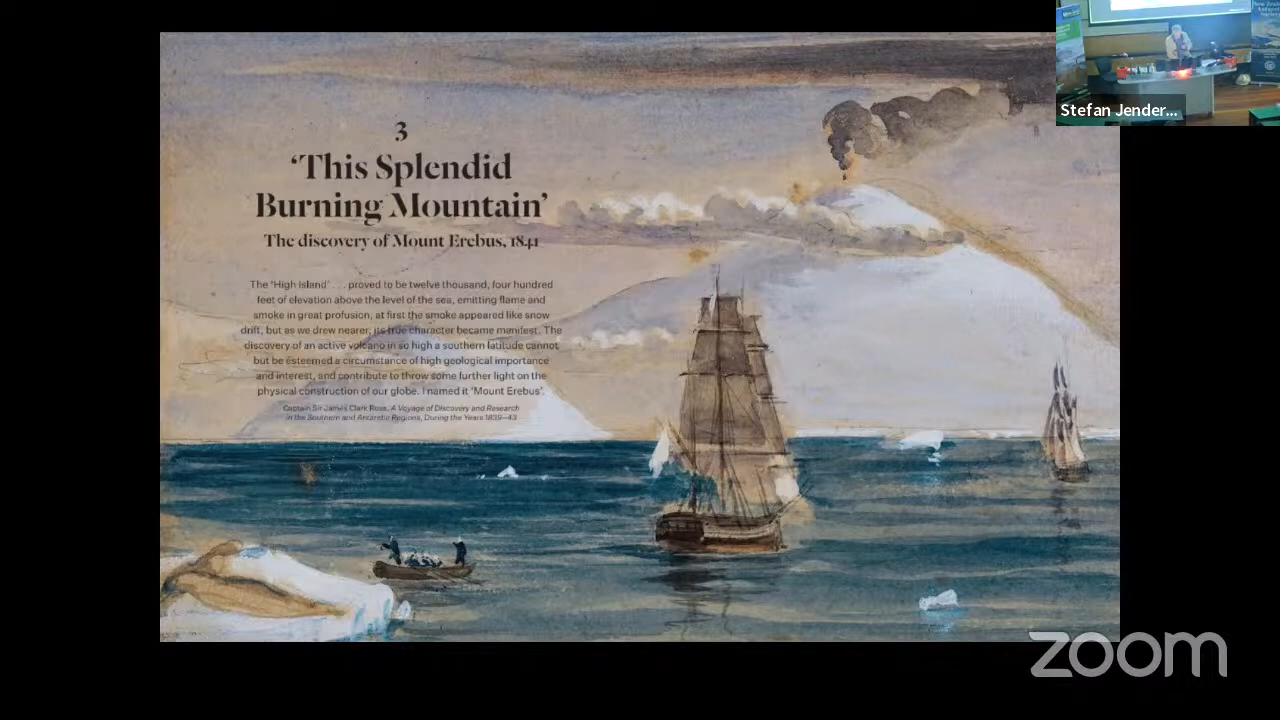 3
‘This Splendid
Burning Mountain’
The discovery of Mount Erebus, 1841
The ‘High Island’ . . . proved to be twelve thousand, four hundred
feet of elevation above the level of the sea, emitting flame and
smoke in great profusion, at first the smoke appeared like snow
drift, but as we drew nearer, its true character became manifest. The
discovery of an active volcano in so high a southern latitude cannot
but be esteemed a circumstance of high geological importance
and interest, and contribute to throw some further light on the
physical construction of our globe. I named it ‘Mount Erebus’.
Captain Sir James Clark Ross, A Voyage of Discovery and Research
in the Southern and Antarctic Regions, During the Years 1839–43
Stefan Jender...
zoom